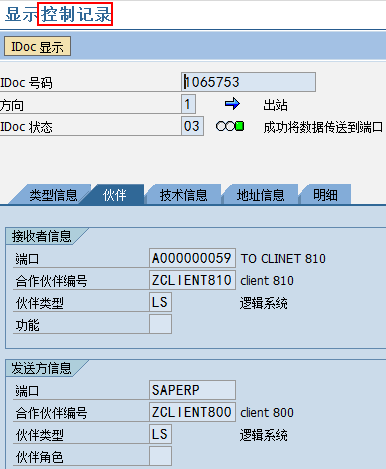 显示控制记录
IDoc 显示
IDoc 号码 1065753
方向 1 出站
IDoc 状态 03 成功将数据传送到端口
类型信息 伙伴 技术信息 地址信息 明细
接收者信息
端口 A000000059 TO CLINET 810
合作伙伴编号 ZCLIENT810 client 810
伙伴类型 LS 逻辑系统
功能
发送方信息
端口 SAPERP
合作伙伴编号 ZCLIENT800 client 800
伙伴类型 LS 逻辑系统
伙伴角色